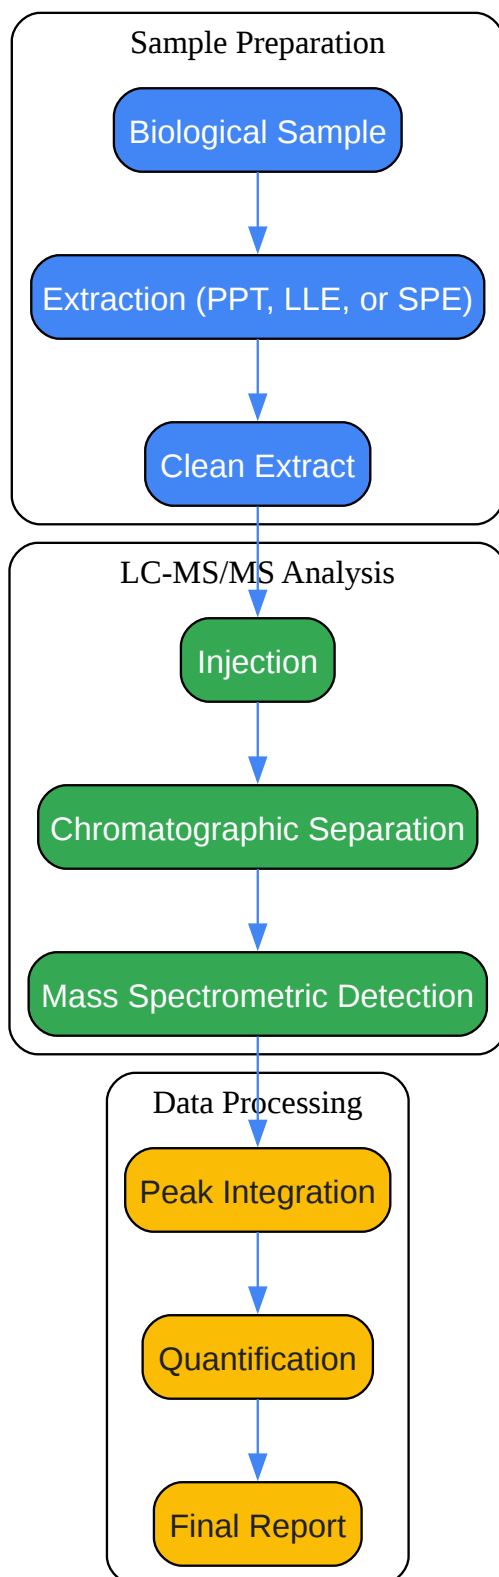 Sample Preparation
Biological Sample
Extraction (PPT, LLE, or SPE)
Clean Extract
LC-MS/MS Analysis
Injection
Chromatographic Separation
Mass Spectrometric Detection
Data Processing
Peak Integration
Quantification
Final Report